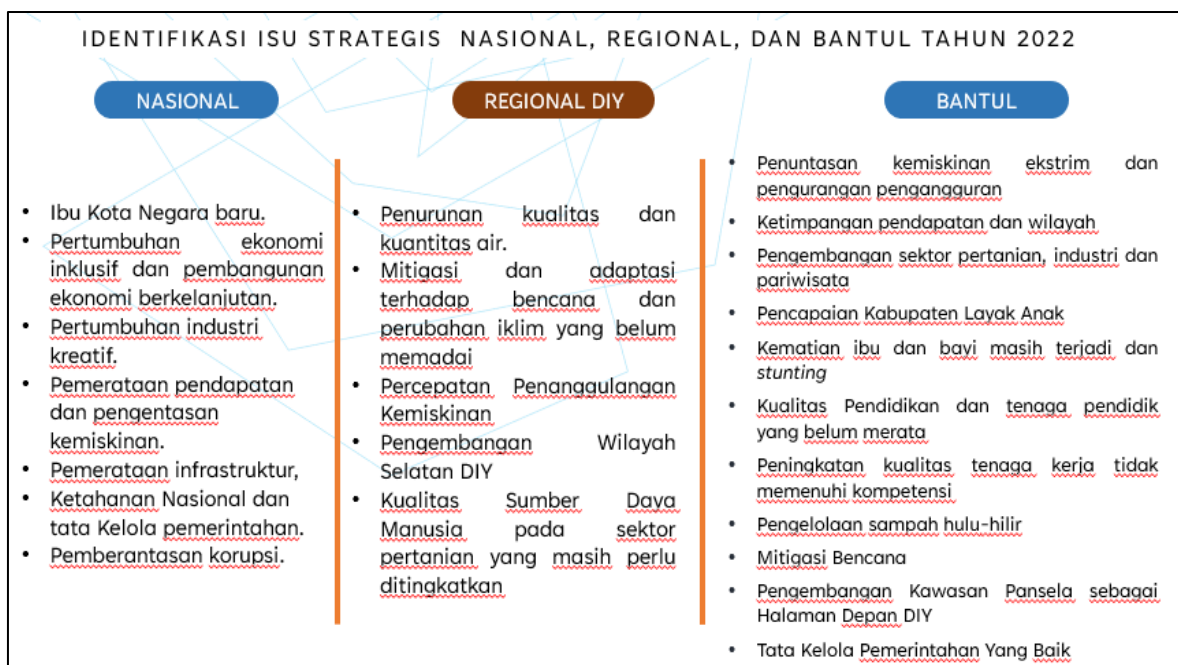 IDENTIFIKASI ISU STRATEGIS NASIONAL, REGIONAL, DAN BANTUL TAHUN 2022
NASIONAL
• Ibu Kota Negara baru.
• Pertumbuhan ekonomi
inklusif dan pembangunan
ekonomi berkelanjutan.
• Pertumbuhan industri
kreatif.
• Pemerataan pendapatan
dan pengentasan
kemiskinan.
• Pemerataan infrastruktur,
• Ketahanan Nasional dan
tata Kelola pemerintahan.
• Pemberantasan korupsi.
REGIONAL DIY
• Penurunan kualitas dan
kuantitas air.
• Mitigasi dan adaptasi
terhadap bencana dan
perubahan iklim yang belum
memadai
• Percepatan Penanggulangan
Kemiskinan
• Pengembangan Wilayah
Selatan DIY
• Kualitas Sumber Daya
Manusia pada sektor
pertanian yang masih perlu
ditingkatkan
BANTUL
• Penuntasan kemiskinan ekstrim dan
pengurangan pengangguran
• Ketimpangan pendapatan dan wilayah
• Pengembangan sektor pertanian, industri dan
pariwisata
• Pencapaian Kabupaten Layak Anak
• Kematian ibu dan bayi masih terjadi dan
stunting
• Kualitas Pendidikan dan tenaga pendidik
yang belum merata
• Peningkatan kualitas tenaga kerja tidak
memenuhi kompetensi
• Pengelolaan sampah hulu-hilir
• Mitigasi Bencana
• Pengembangan Kawasan Pansela sebagai
Halaman Depan DIY
• Tata Kelola Pemerintahan Yang Baik